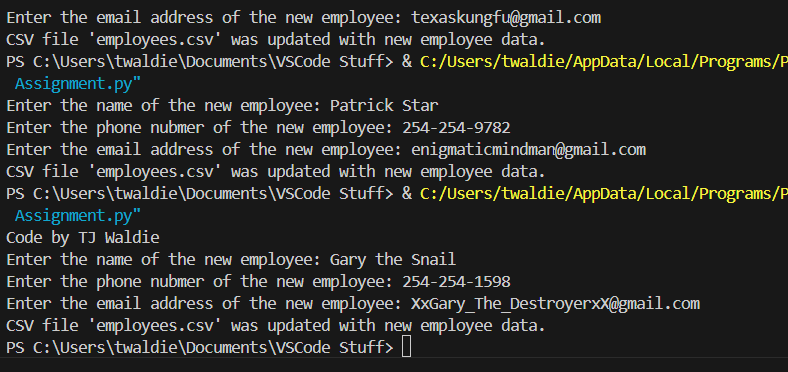 Enter the email address of the new employee: texaskungfu@gmail.com
CSV file 'employees.csv' was updated with new employee data.
PS C:\Users\twaldie\Documents\VSCode Stuff> & C:/Users/twaldie/AppData/Local/Programs/P
Assignment.py"
Enter the name of the new employee: Patrick Star
Enter the phone nubmer of the new employee: 254-254-9782
Enter the email address of the new employee: enigmaticmindman@gmail.com
CSV file 'employees.csv' was updated with new employee data.
PS C:\Users\twaldie\Documents\VSCode Stuff> & C:/Users/twaldie/AppData/Local/Programs/P
Assignment.py"
Code by TJ Waldie
Enter the name of the new employee: Gary the Snail
Enter the phone nubmer of the new employee: 254-254-1598
Enter the email address of the new employee: XxGary_The_DestroyerxX@gmail.com
CSV file 'employees.csv' was updated with new employee data.
PS C:\Users\twaldie\Documents\VSCode Stuff>